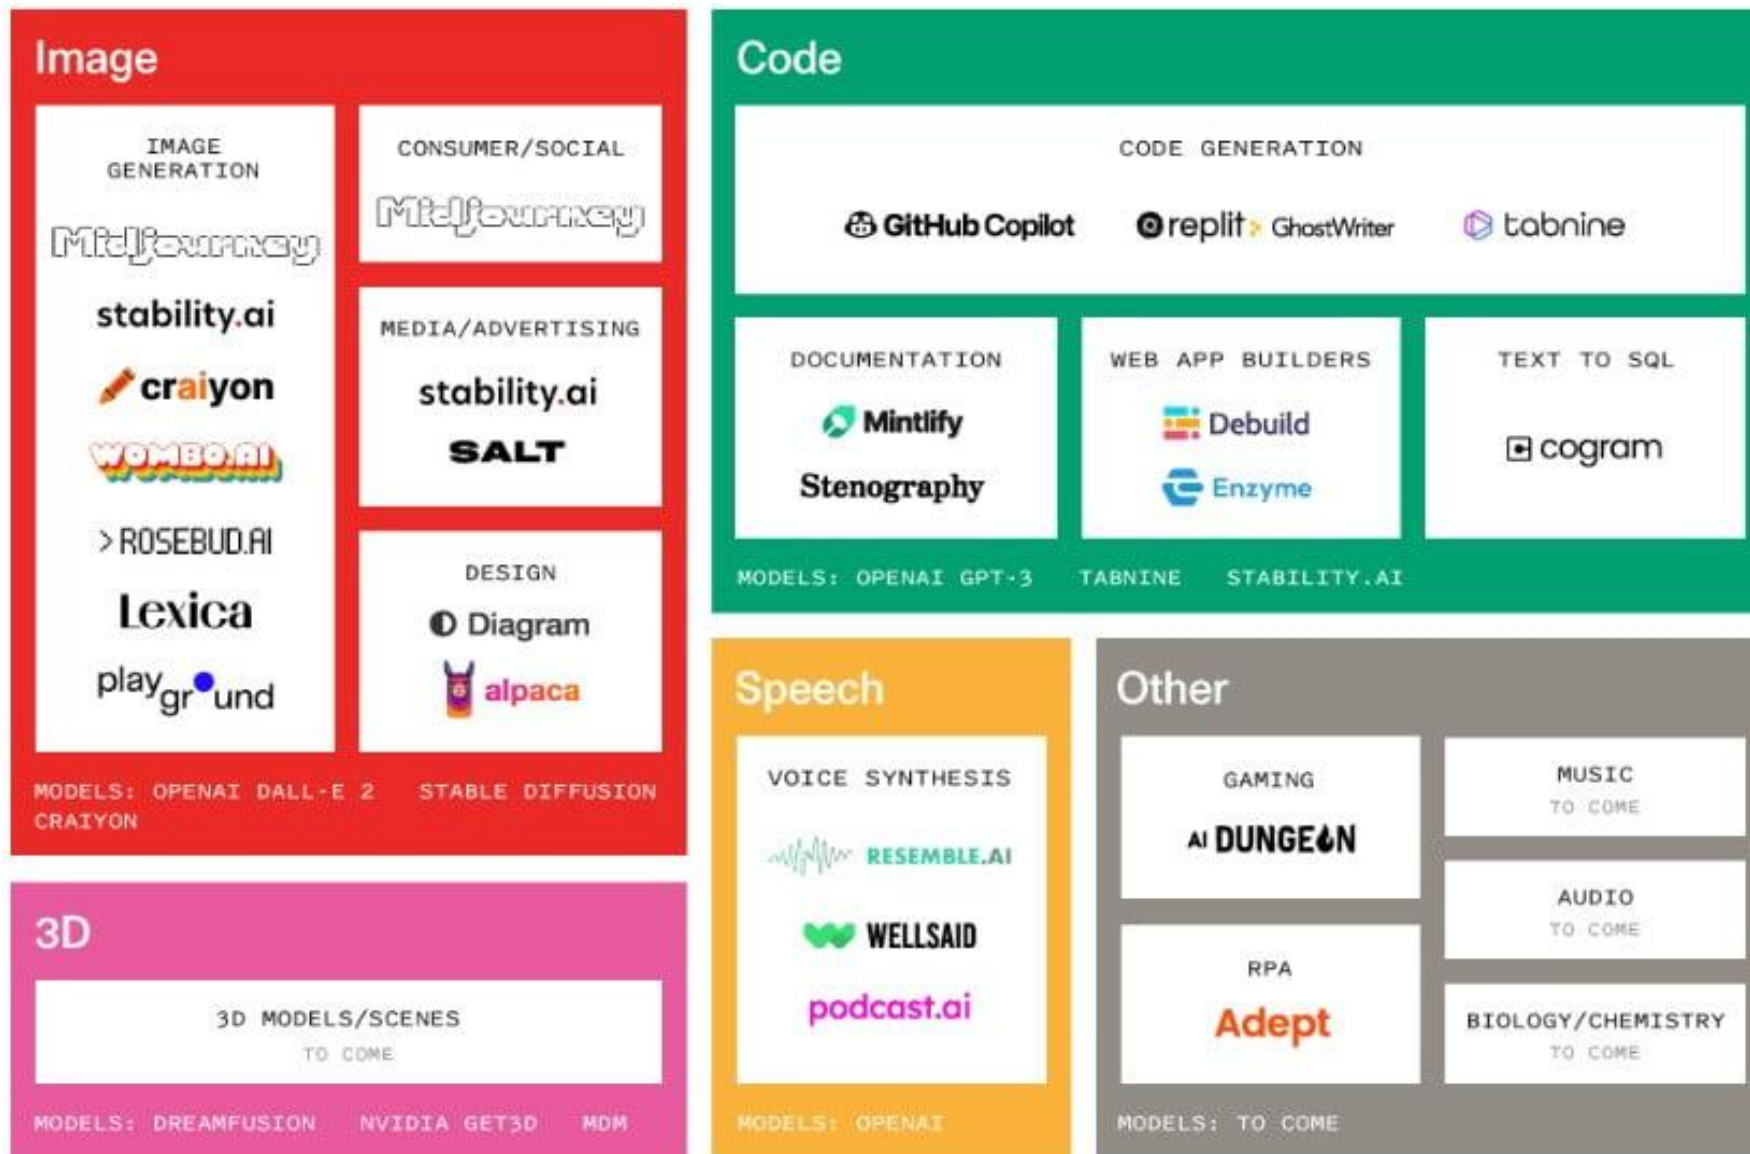 Image
IMAGE
GENERATION
Midjourney
stability.ai
craiyon
WOMBO.AI
>ROSEBUD.AI
Lexica
playground
CONSUMER/SOCIAL
Midjourney
MEDIA/ADVERTISING
stability.ai
SALT
DESIGN
Diagram
alpaca
MODELS: OPENAI DALL-E 2 STABLE DIFFUSION
CRAIYON
Code
CODE GENERATION
GitHub Copilot
replit GhostWriter
tabnine
DOCUMENTATION
Mintlify
Stenography
WEB APP BUILDERS
Debuild
Enzyme
TEXT TO SQL
cogram
MODELS: OPENAI GPT-3 TABNINE STABILITY.AI
3D
3D MODELS/SCENES
TO COME
MODELS: DREAMFUSION NVIDIA GET3D MDM
Speech
VOICE SYNTHESIS
RESEMBLE.AI
WELLSAID
podcast.ai
MODELS: OPENAI
Other
GAMING
AI DUNGEON
RPA
Adept
MUSIC
TO COME
AUDIO
TO COME
BIOLOGY/CHEMISTRY
TO COME
MODELS: TO COME